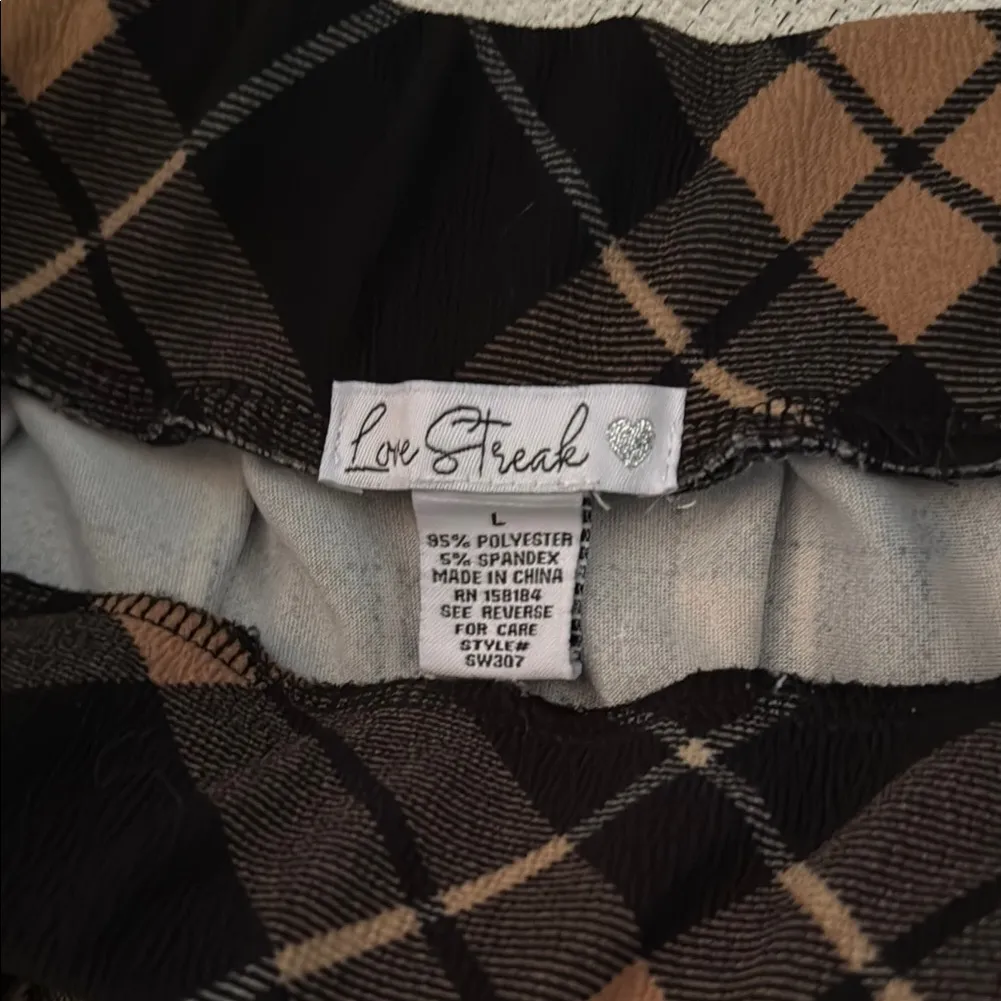 Love Streak
L
95% POLYESTER
5% SPANDEX
MADE IN CHINA
RN 158184
SEE REVERSE
FOR CARE
STYLE#
SW307